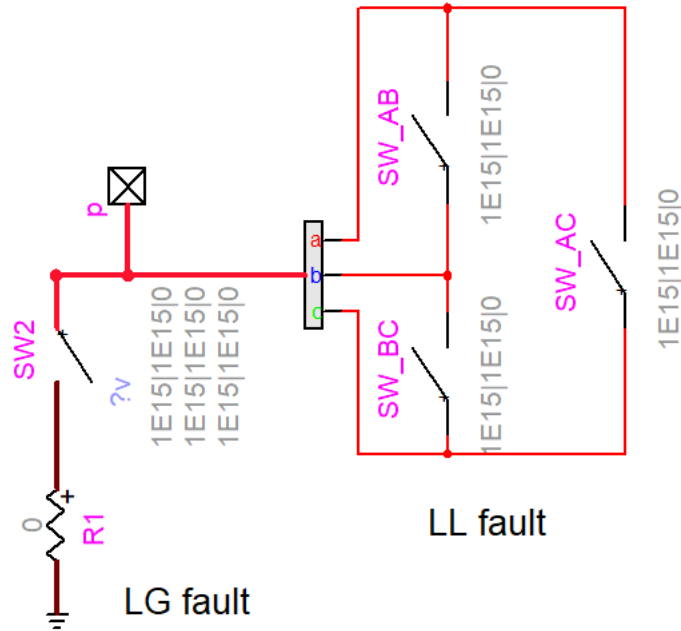 SW_AB
1E15|1E15|0
p
a
SW_AC
1E15|1E15|0
b
c
SW2
?v
1E15|1E15|0
1E15|1E15|0
1E15|1E15|0
SW_BC
1E15|1E15|0
+
0
R1
LL fault
LG fault